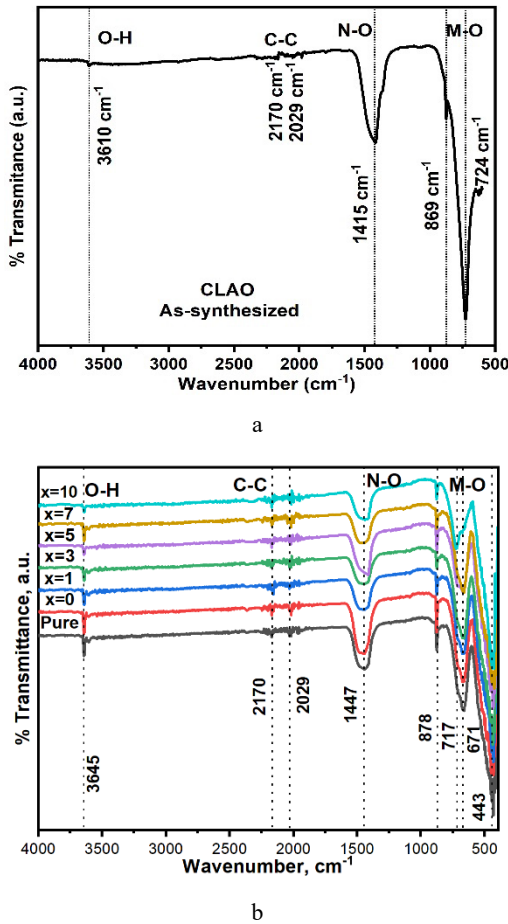 O-H
C-C
N-O
M-O
3610 cm⁻¹
2170 cm⁻¹
2029 cm⁻¹
1415 cm⁻¹
869 cm⁻¹
724 cm⁻¹
CLAO
As-synthesized
% Transmitance (a.u.)
4000 3500 3000 2500 2000 1500 1000 500
Wavenumber (cm⁻¹)
a
x=10 O-H
C-C
N-O
M-O
x=7
x=5
x=3
x=1
x=0
Pure
3645
2170
2029
1447
878
717
671
443
% Transmittance, a.u.
4000 3500 3000 2500 2000 1500 1000 500
Wavenumber, cm⁻¹
b